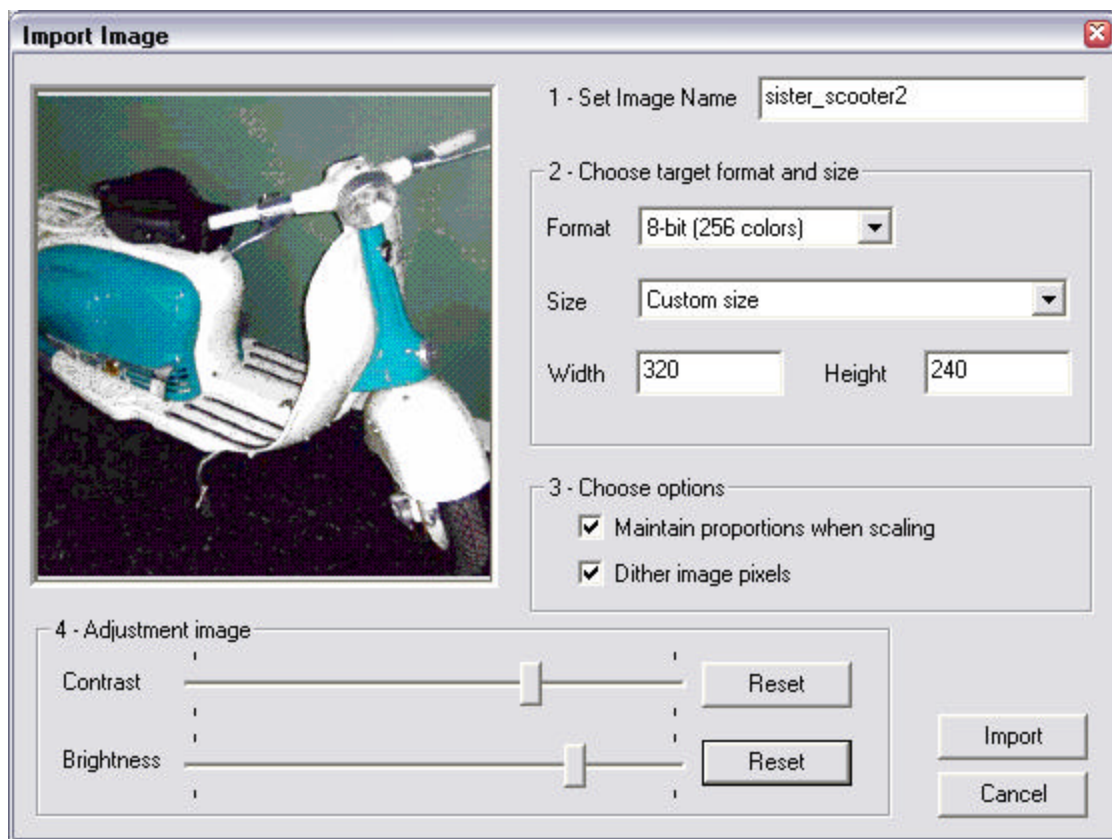 Import Image
1 - Set Image Name sister_scooter2
2 - Choose target format and size
Format 8-bit (256 colors)
Size Custom size
Width 320 Height 240
3 - Choose options
Maintain proportions when scaling
Dither image pixels
4 - Adjustment image
Contrast Reset
Brightness Reset
Import
Cancel